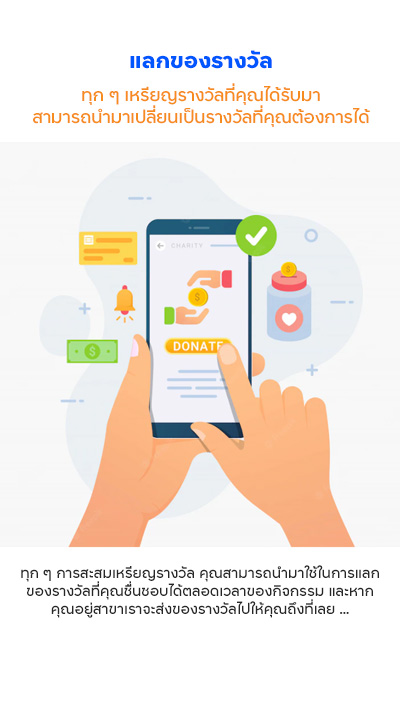 แลกของรางวัล
ทุก ๆ เหรียญรางวัลที่คุณได้รับมา
สามารถนำมาเปลี่ยนเป็นรางวัลที่คุณต้องการได้
CHARITY
$
$
$
DONATE
ทุก ๆ การสะสมเหรียญรางวัล คุณสามารถนำมาใช้ในการแลก
ของรางวัลที่คุณชื่นชอบได้ตลอดเวลาของกิจกรรม และหาก
คุณอยู่สาขาเราจะส่งของรางวัลไปให้คุณถึงที่เลย ...